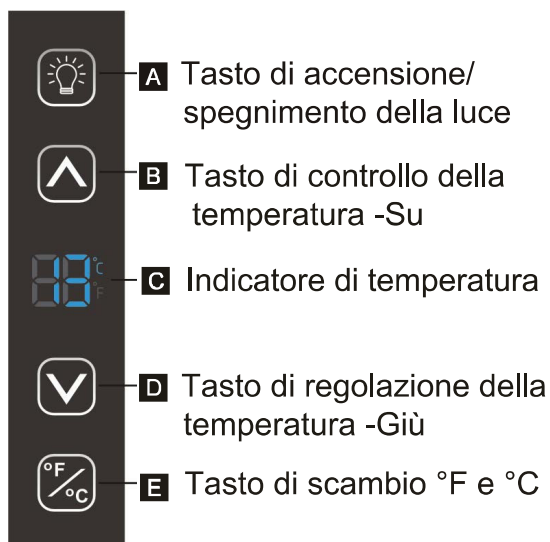 A Tasto di accensione/
spegnimento della luce
B Tasto di controllo della
temperatura -Su
13 °C
°F
C Indicatore di temperatura
D Tasto di regolazione della
temperatura -Giù
°F/°C
E Tasto di scambio °F e °C